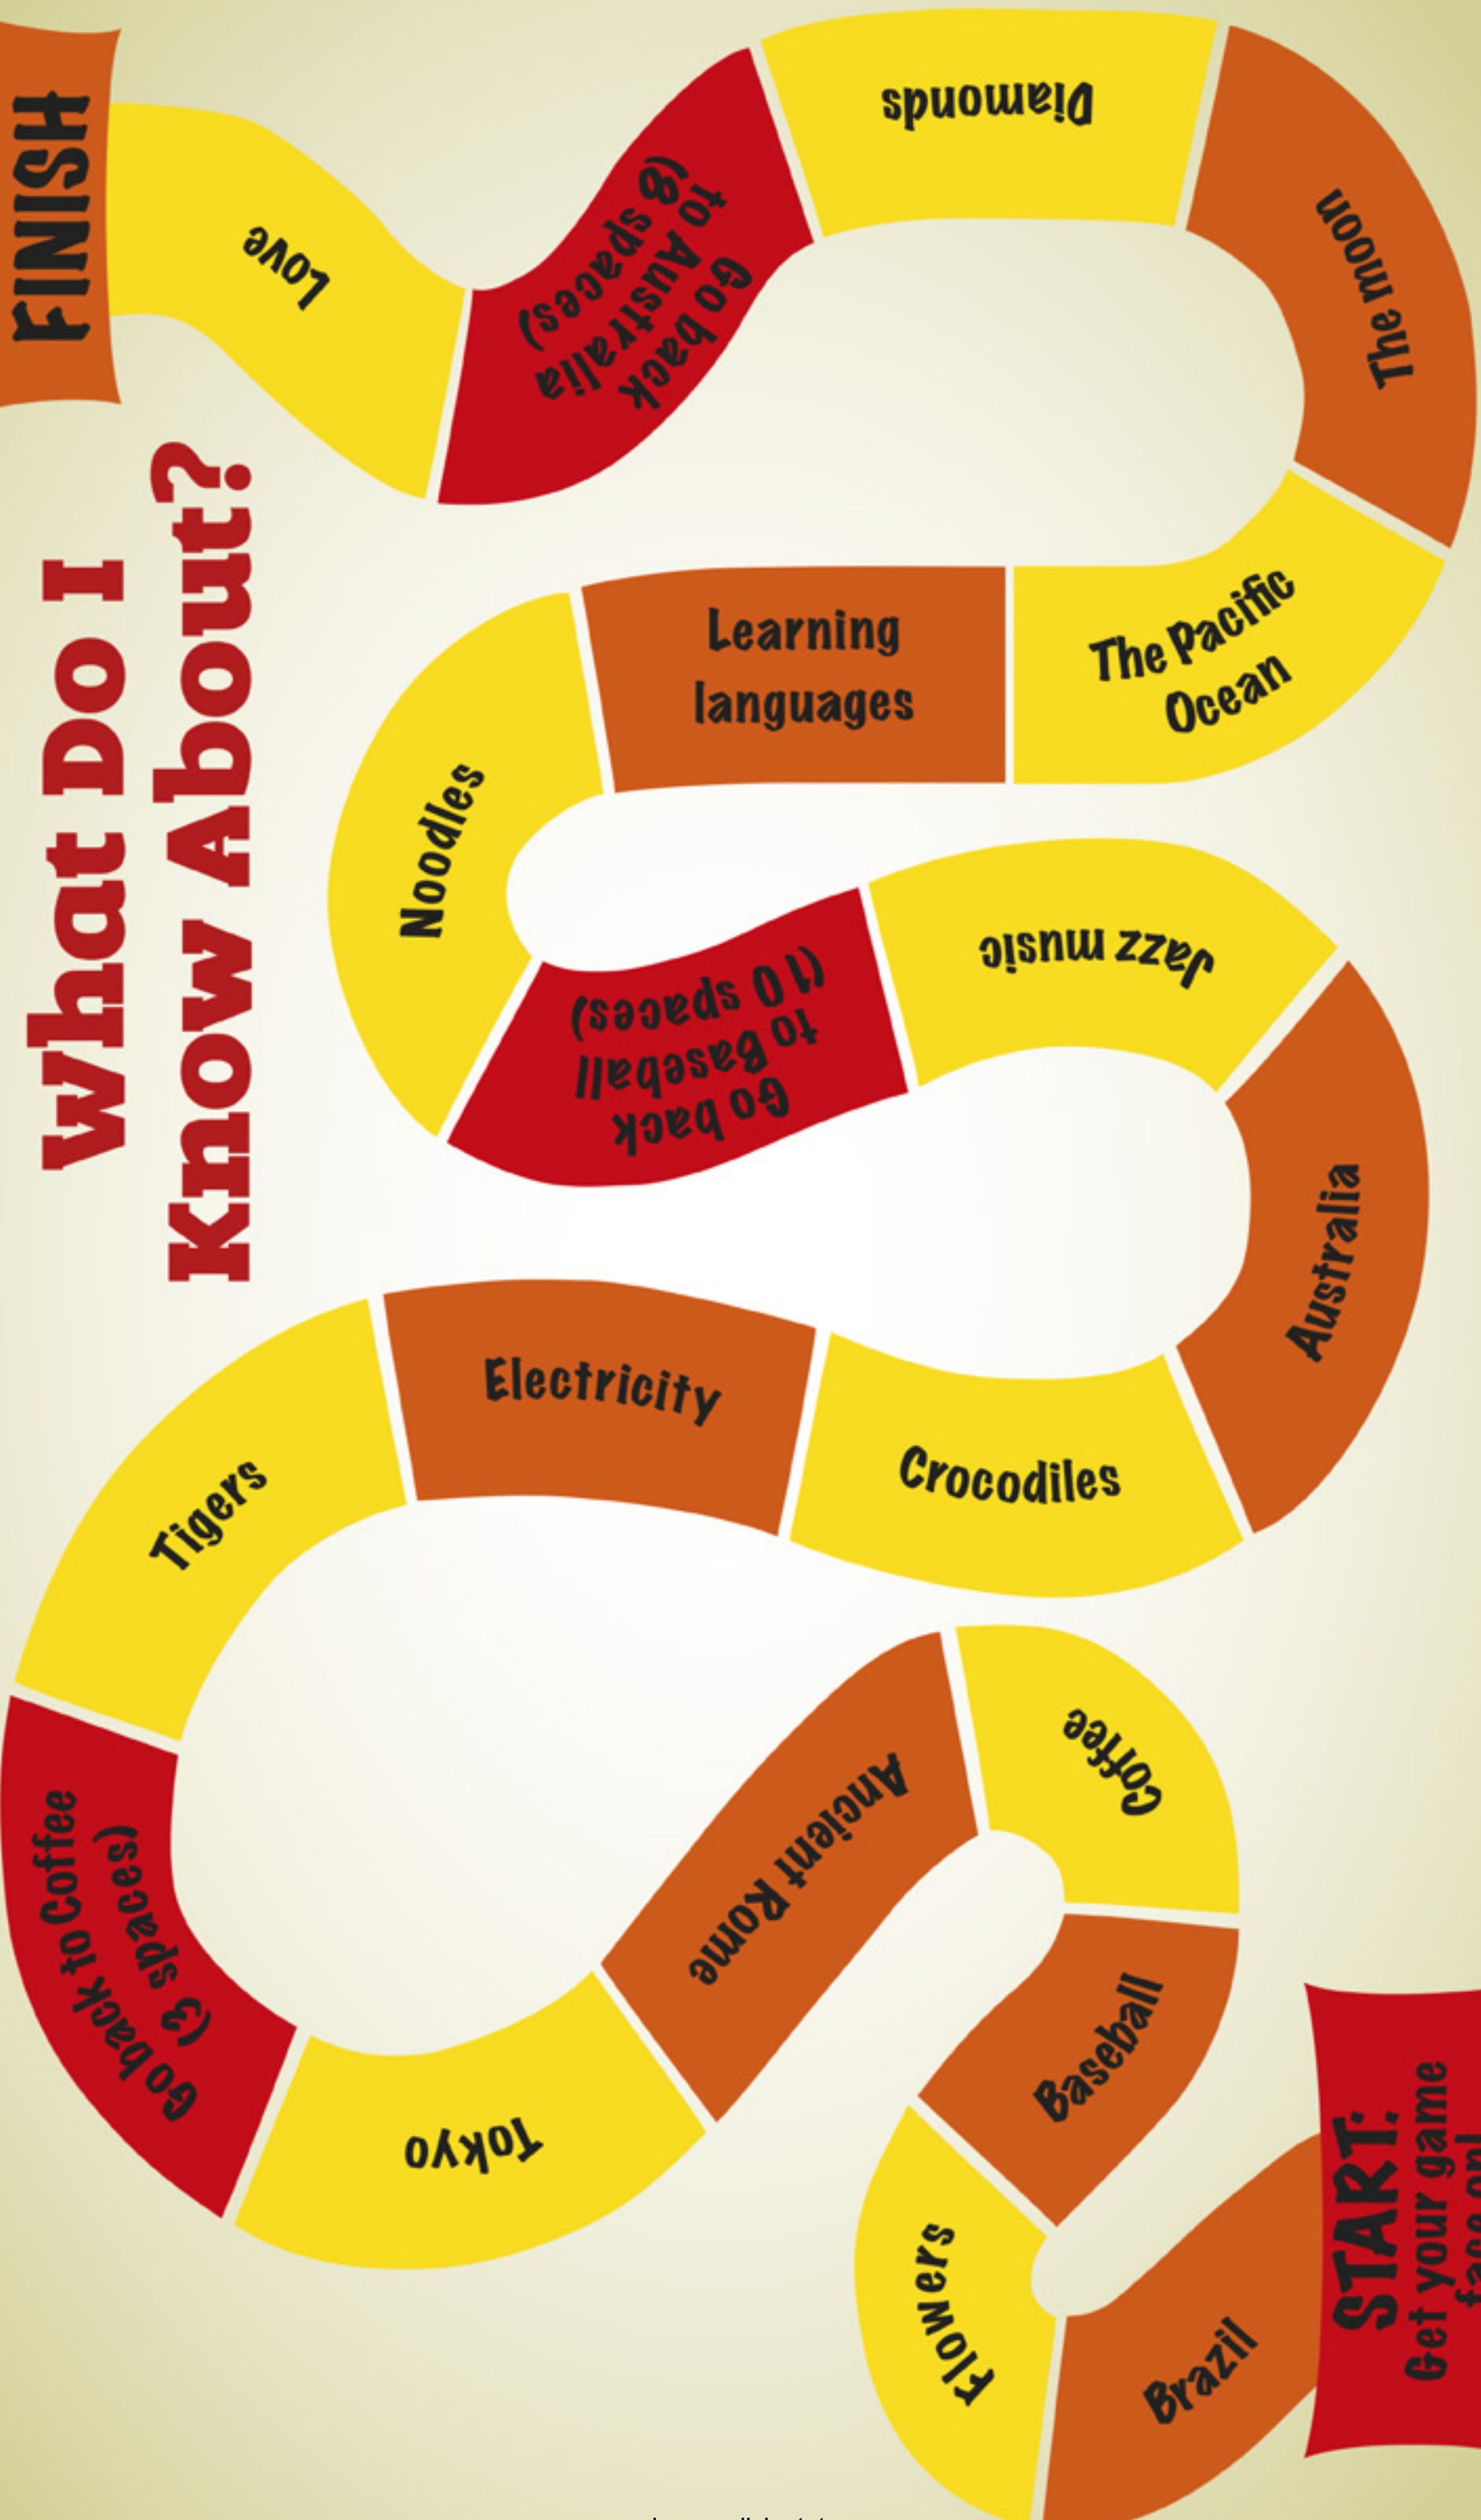 What Do I
Know About?
START:
Get your game
Brazil
Flowers
Baseball
Coffee
Ancient Rome
Tokyo
Go back to Coffee
(3 spaces)
Tigers
Electricity
Crocodiles
Australia
Jazz music
Go back
to Baseball
(10 spaces)
Noodles
Learning
languages
The Pacific
Ocean
The moon
Diamonds
Go back
to Australia
(8 spaces)
Love
FINISH